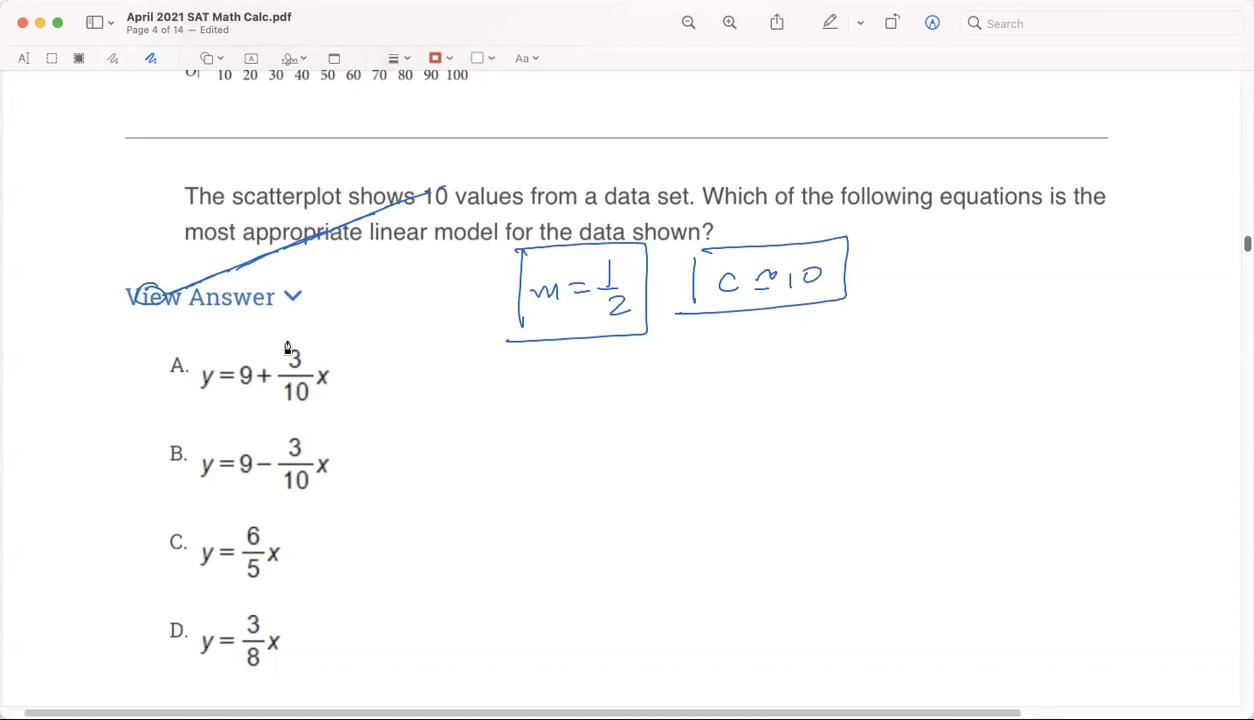 April 2021 SAT Math Calc.pdf
Page 4 of 14 — Edited
Search
Aa
10 20 30 40 50 60 70 80 90 100
The scatterplot shows 10 values from a data set. Which of the following equations is the
most appropriate linear model for the data shown?
m = 1/2 c ≃ 10
View Answer
A. y = 9 + 3/10 x
B. y = 9 − 3/10 x
C. y = 6/5 x
D. y = 3/8 x